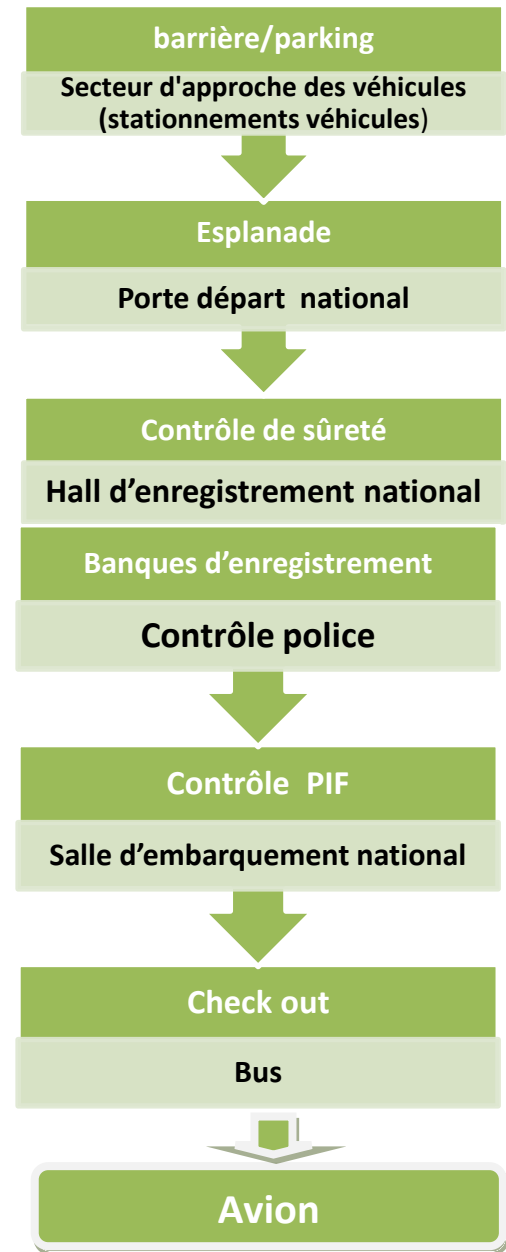 barrière/parking
Secteur d'approche des véhicules
(stationnements véhicules)
Esplanade
Porte départ national
Contrôle de sûreté
Hall d’enregistrement national
Banques d’enregistrement
Contrôle police
Contrôle PIF
Salle d’embarquement national
Check out
Bus
Avion